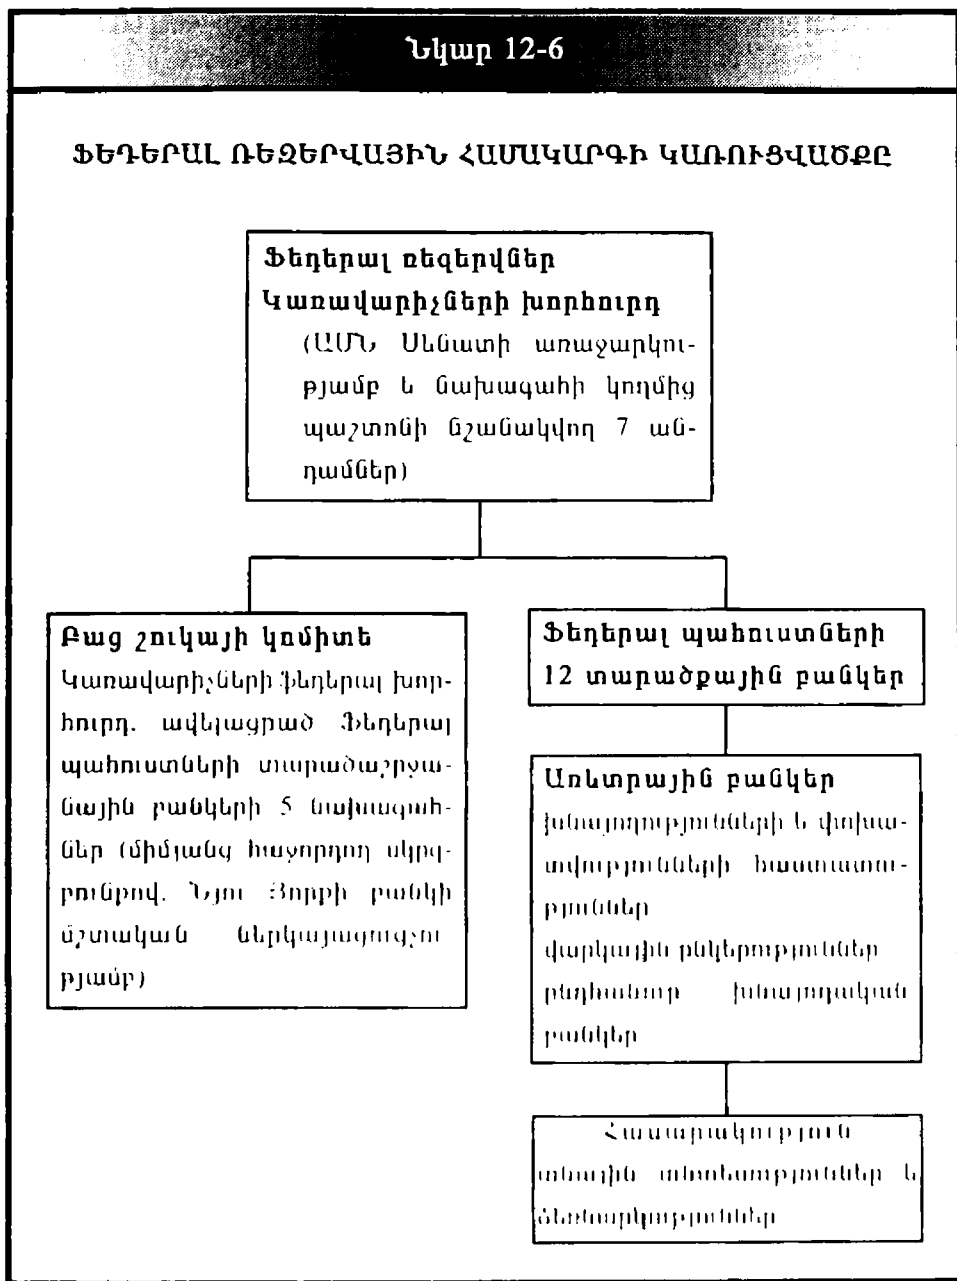 Նկար 12-6
ՖԵԴԵՐԱԼ ՌԵԶԵՐՎԱՅԻՆ ՀԱՄԱԿԱՐԳԻ ԿԱՌՈՒՑՎԱԾՔԸ
Ֆեդերալ ռեզերվներ
Կառավարիչների խորհուրդ
(ԱՄՆ Սենատի առաջարկու-
թյամբ և նախագահի կողմից
պաշտոնի նշանակվող 7 ան-
դամներ)
Բաց շուկայի կոմիտե
Կառավարիչների ֆեդերալ խոր-
հուրդ. ավելացրած Ֆեդերալ
պահուստների տարածաշրջա-
նային բանկերի 5 նախագահ-
ներ (միմյանց հաջորդող սկզբ-
բունքով. Նյու Յորքի բանկի
մշտական ներկայացուցչու
թյամբ)
Ֆեդերալ պահուստների
12 տարածքային բանկեր
Առևտրային բանկեր
խնայողությունների և փոխա-
տվությունների հաստատու-
թյուններ
վարկային ընկերություններ
ընդհանուր խնայողական
բանկեր
Հասարակություն
տնային տնտեսություններ և
ձեռնարկություններ